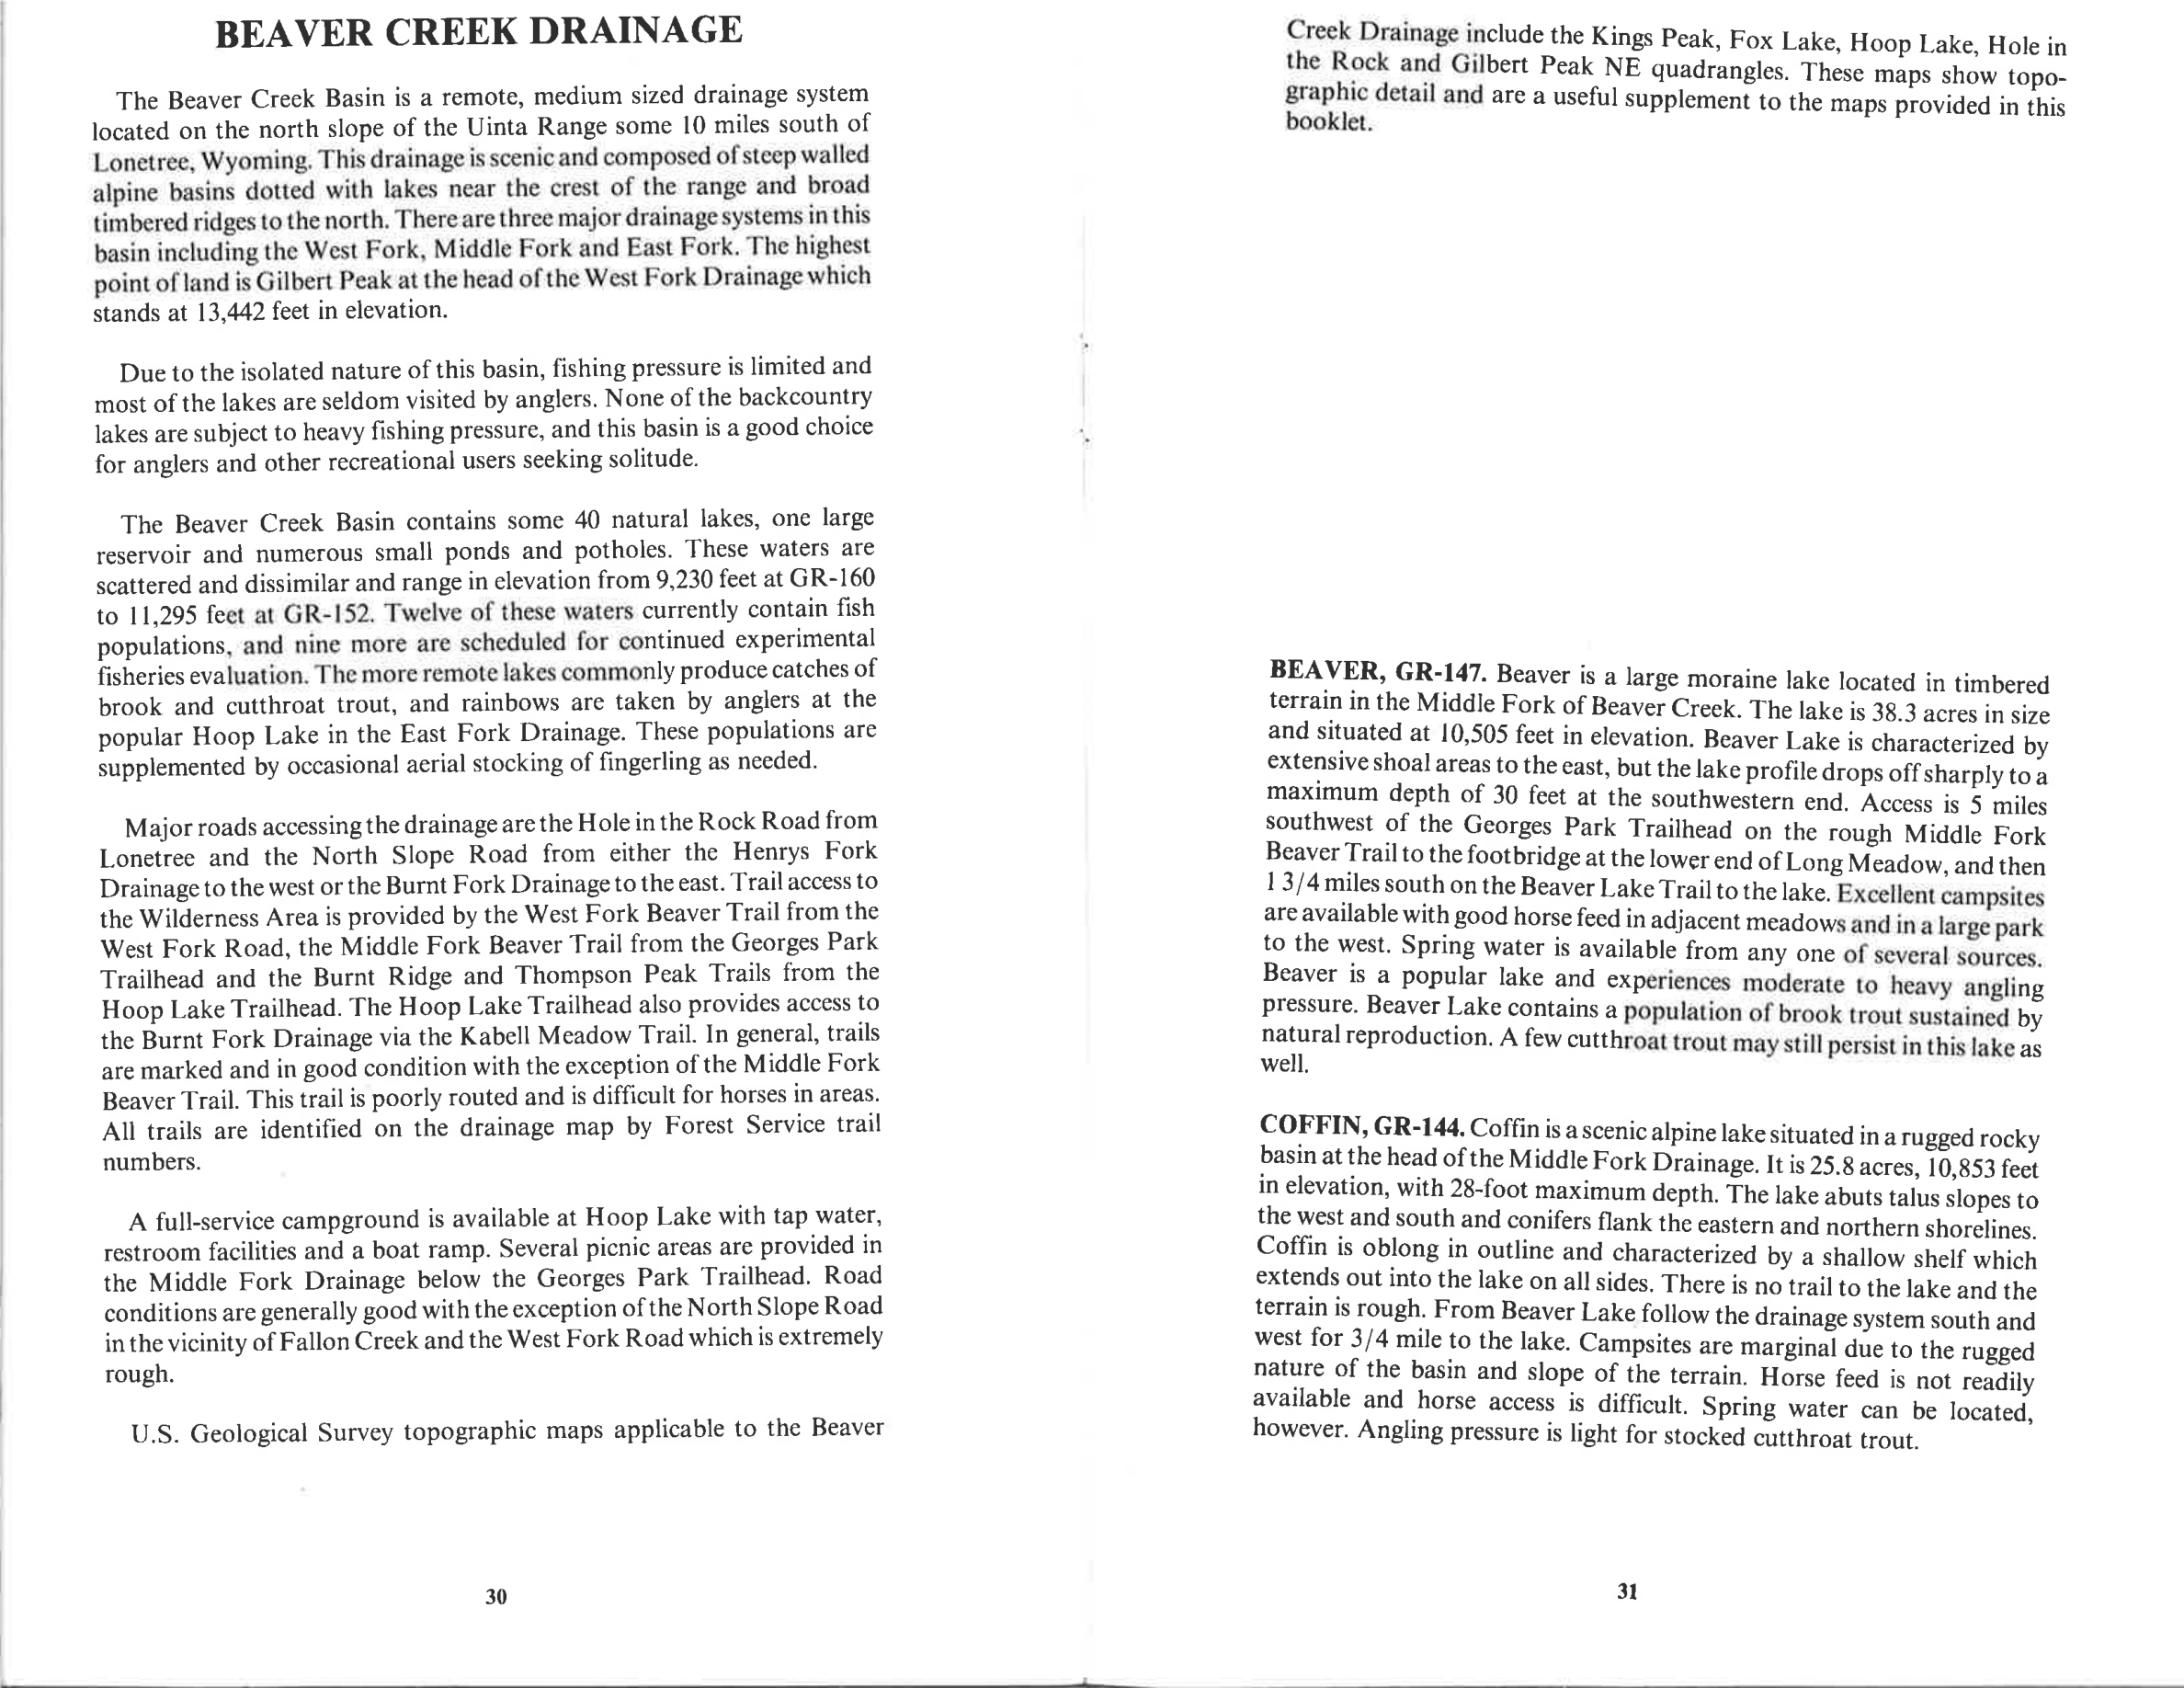 BEAVER CREEK DRAINAGE
The Beaver Creek Basin is a remote, medium sized drainage system
located on the north slope of the Uinta Range some 10 miles south of
Lonetree, Wyoming. This drainage is scenic and composed of steep walled
alpine basins dotted with lakes near the crest of the range and broad
timbered ridges to the north. There are three major drainage systems in this
basin including the West Fork, Middle Fork and East Fork. The highest
point of land is Gilbert Peak at the head of the West Fork Drainage which
stands at 13,442 feet in elevation.
Due to the isolated nature of this basin, fishing pressure is limited and
most of the lakes are seldom visited by anglers. None of the backcountry
lakes are subject to heavy fishing pressure, and this basin is a good choice
for anglers and other recreational users seeking solitude.
The Beaver Creek Basin contains some 40 natural lakes, one large
reservoir and numerous small ponds and potholes. These waters are
scattered and dissimilar and range in elevation from 9,230 feet at GR-160
to 11,295 feet at GR-152. Twelve of these waters currently contain fish
populations, and nine more are scheduled for continued experimental
fisheries evaluation. The more remote lakes commonly produce catches of
brook and cutthroat trout, and rainbows are taken by anglers at the
popular Hoop Lake in the East Fork Drainage. These populations are
supplemented by occasional aerial stocking of fingerling as needed.
Major roads accessing the drainage are the Hole in the Rock Road from
Lonetree and the North Slope Road from either the Henrys Fork
Drainage to the west or the Burnt Fork Drainage to the east. Trail access to
the Wilderness Area is provided by the West Fork Beaver Trail from the
West Fork Road, the Middle Fork Beaver Trail from the Georges Park
Trailhead and the Burnt Ridge and Thompson Peak Trails from the
Hoop Lake Trailhead. The Hoop Lake Trailhead also provides access to
the Burnt Fork Drainage via the Kabell Meadow Trail. In general, trails
are marked and in good condition with the exception of the Middle Fork
Beaver Trail. This trail is poorly routed and is difficult for horses in areas.
All trails are identified on the drainage map by Forest Service trail
numbers.
A full-service campground is available at Hoop Lake with tap water,
restroom facilities and a boat ramp. Several picnic areas are provided in
the Middle Fork Drainage below the Georges Park Trailhead. Road
conditions are generally good with the exception of the North Slope Road
in the vicinity of Fallon Creek and the West Fork Road which is extremely
rough.
U.S. Geological Survey topographic maps applicable to the Beaver
30
Creek Drainage include the Kings Peak, Fox Lake, Hoop Lake, Hole in
the Rock and Gilbert Peak NE quadrangles. These maps show topo-
graphic detail and are a useful supplement to the maps provided in this
booklet.
BEAVER, GR-147. Beaver is a large moraine lake located in timbered
terrain in the Middle Fork of Beaver Creek. The lake is 38.3 acres in size
and situated at 10,505 feet in elevation. Beaver Lake is characterized by
extensive shoal areas to the east, but the lake profile drops off sharply to a
maximum depth of 30 feet at the southwestern end. Access is 5 miles
southwest of the Georges Park Trailhead on the rough Middle Fork
Beaver Trail to the footbridge at the lower end of Long Meadow, and then
1 3/4 miles south on the Beaver Lake Trail to the lake. Excellent campsites
are available with good horse feed in adjacent meadows and in a large park
to the west. Spring water is available from any one of several sources.
Beaver is a popular lake and experiences moderate to heavy angling
pressure. Beaver Lake contains a population of brook trout sustained by
natural reproduction. A few cutthroat trout may still persist in this lake as
well.
COFFIN, GR-144. Coffin is a scenic alpine lake situated in a rugged rocky
basin at the head of the Middle Fork Drainage. It is 25.8 acres, 10,853 feet
in elevation, with 28-foot maximum depth. The lake abuts talus slopes to
the west and south and conifers flank the eastern and northern shorelines.
Coffin is oblong in outline and characterized by a shallow shelf which
extends out into the lake on all sides. There is no trail to the lake and the
terrain is rough. From Beaver Lake follow the drainage system south and
west for 3/4 mile to the lake. Campsites are marginal due to the rugged
nature of the basin and slope of the terrain. Horse feed is not readily
available and horse access is difficult. Spring water can be located,
however. Angling pressure is light for stocked cutthroat trout.
31